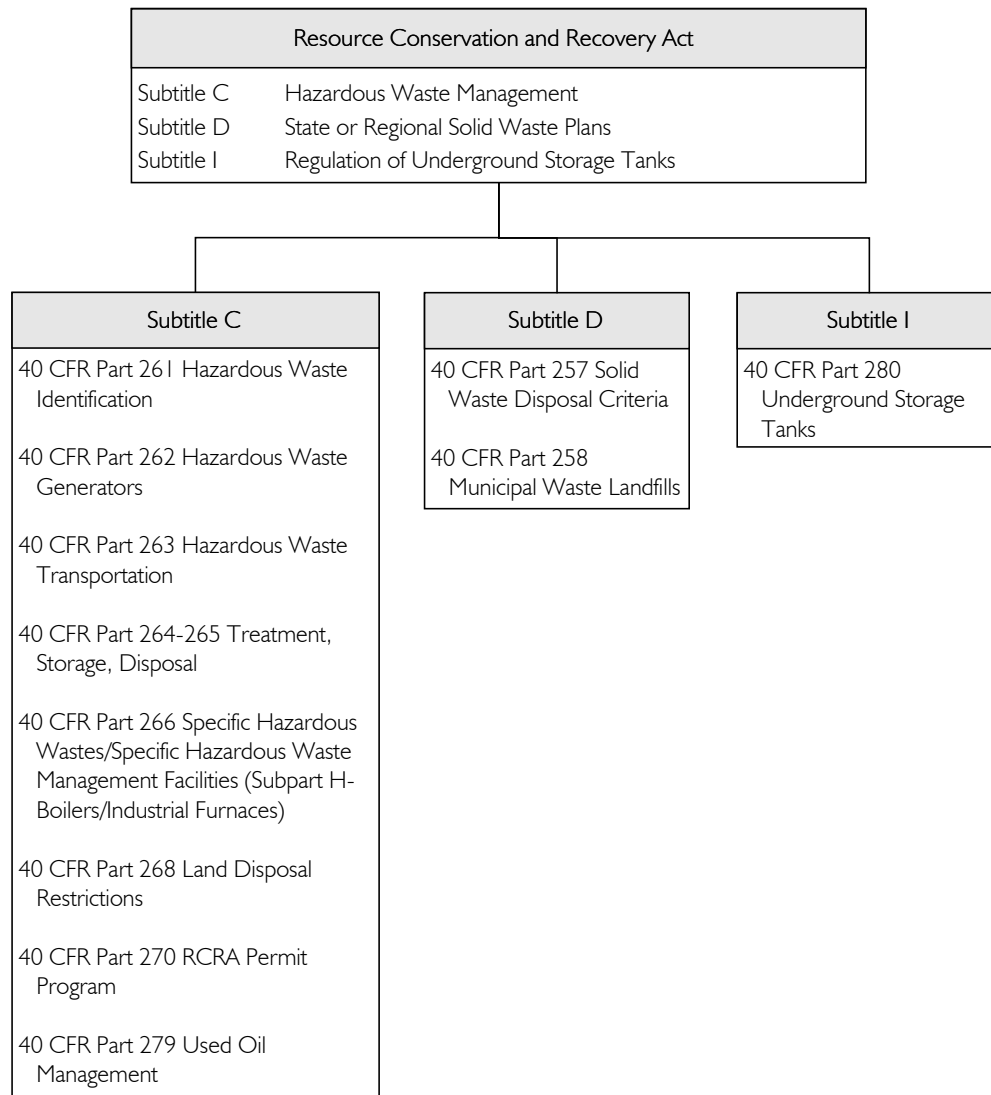 Resource Conservation and Recovery Act
Subtitle C Hazardous Waste Management
Subtitle D State or Regional Solid Waste Plans
Subtitle I Regulation of Underground Storage Tanks
Subtitle C
40 CFR Part 261 Hazardous Waste
Identification
40 CFR Part 262 Hazardous Waste
Generators
40 CFR Part 263 Hazardous Waste
Transportation
40 CFR Part 264-265 Treatment,
Storage, Disposal
40 CFR Part 266 Specific Hazardous
Wastes/Specific Hazardous Waste
Management Facilities (Subpart H-
Boilers/Industrial Furnaces)
40 CFR Part 268 Land Disposal
Restrictions
40 CFR Part 270 RCRA Permit
Program
40 CFR Part 279 Used Oil
Management
Subtitle D
40 CFR Part 257 Solid
Waste Disposal Criteria
40 CFR Part 258
Municipal Waste Landfills
Subtitle I
40 CFR Part 280
Underground Storage
Tanks